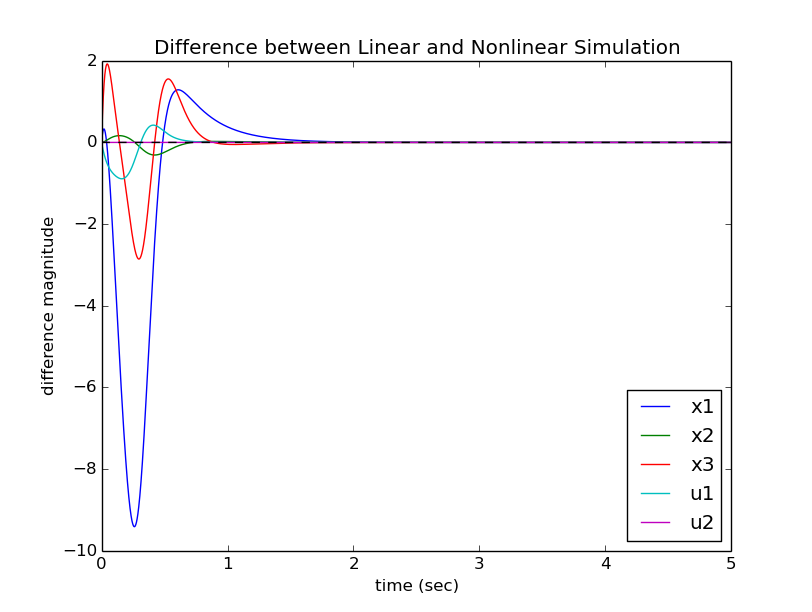 Difference between Linear and Nonlinear Simulation
2
0
−2
−4
−6
−8
−10
difference magnitude
x1
x2
x3
u1
u2
0 1 2 3 4 5
time (sec)